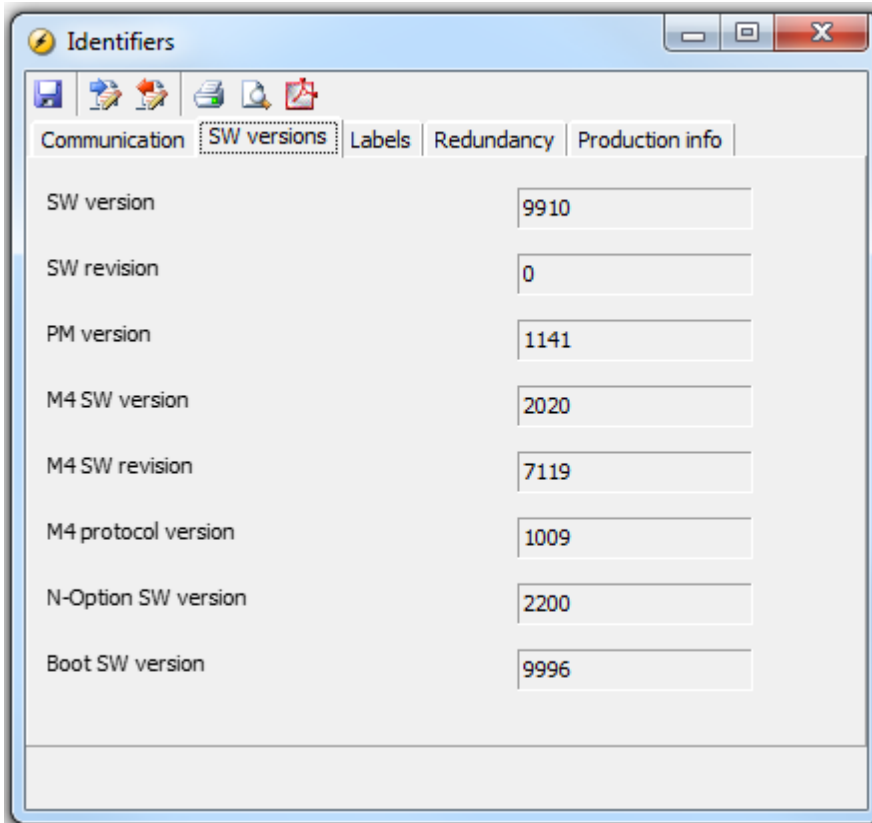 Identifiers
Communication SW versions Labels Redundancy Production info
SW version 9910
SW revision 0
PM version 1141
M4 SW version 2020
M4 SW revision 7119
M4 protocol version 1009
N-Option SW version 2200
Boot SW version 9996